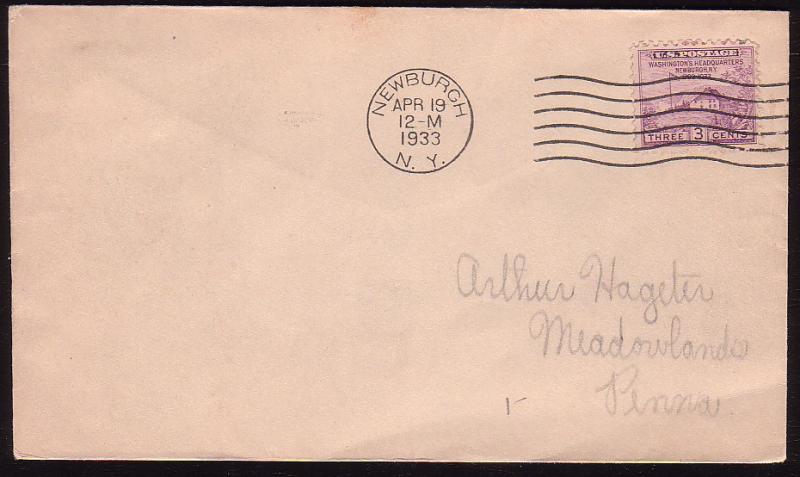 NEWBURGH
APR 19
12-M
1933
N. Y.
U.S. POSTAGE
WASHINGTON'S HEADQUARTERS
NEWBURGH, N.Y.
THREE 3 CENTS
Arthur Hageter
Meadowlands
Penna.